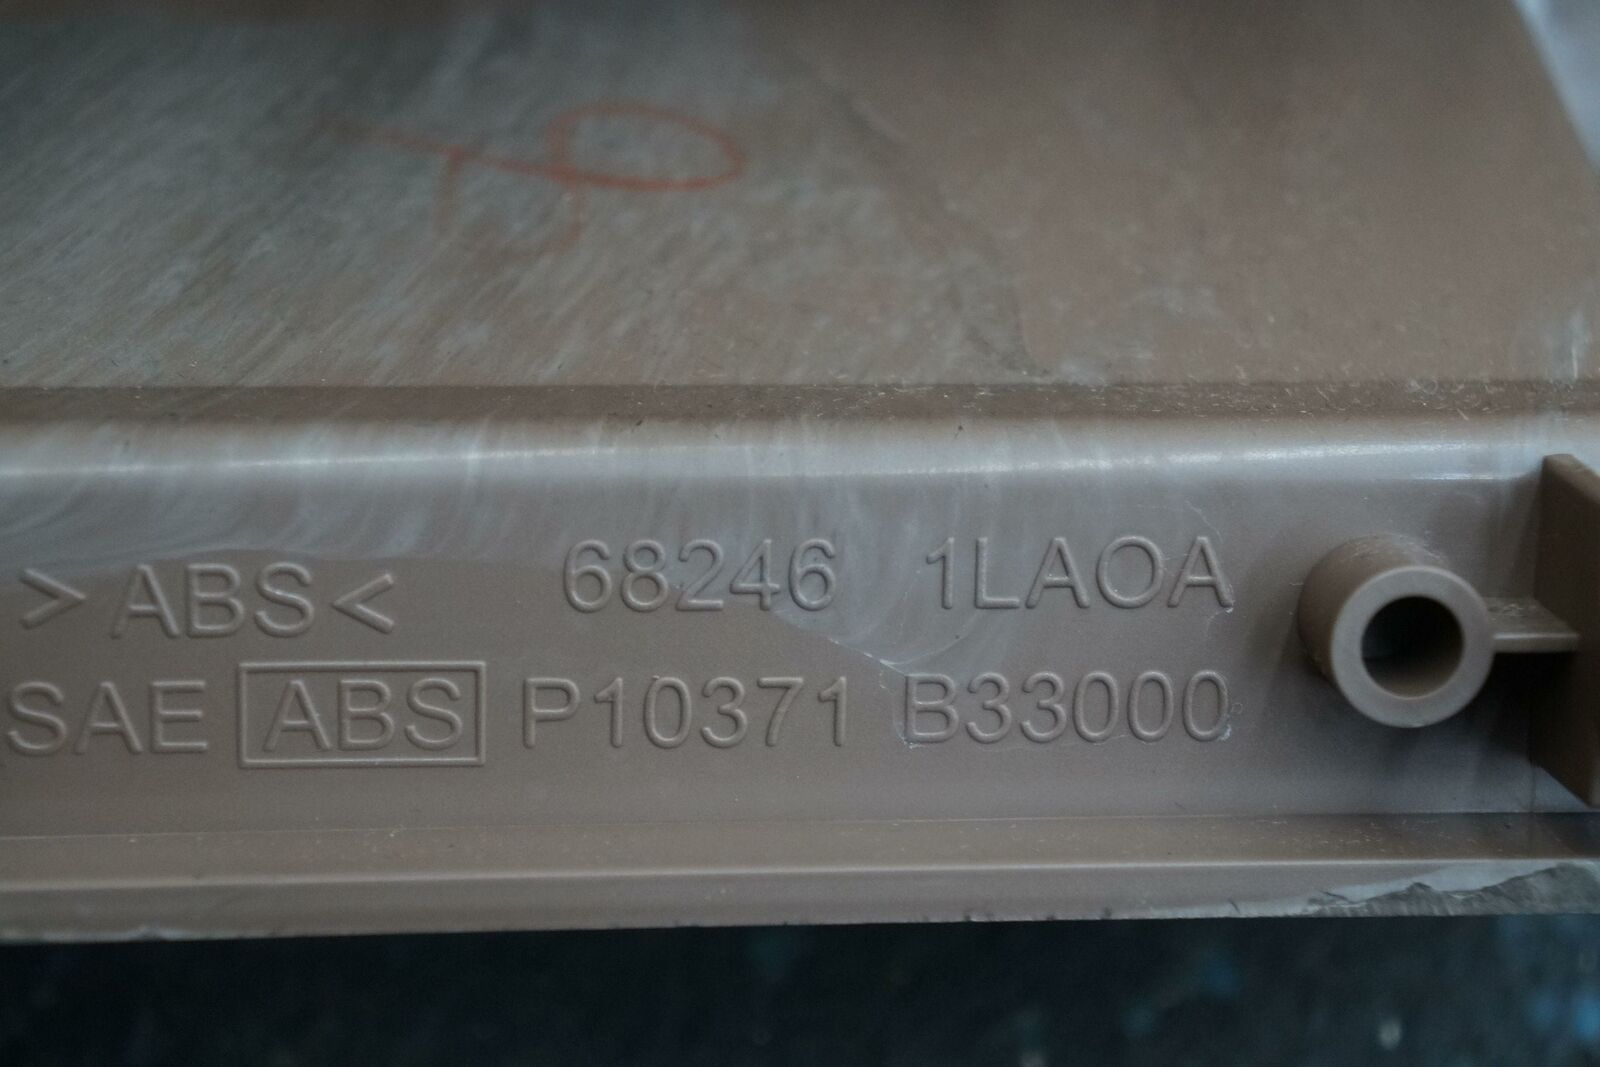 >ABS< 68246 1LAOA
SAE ABS P10371 B33000